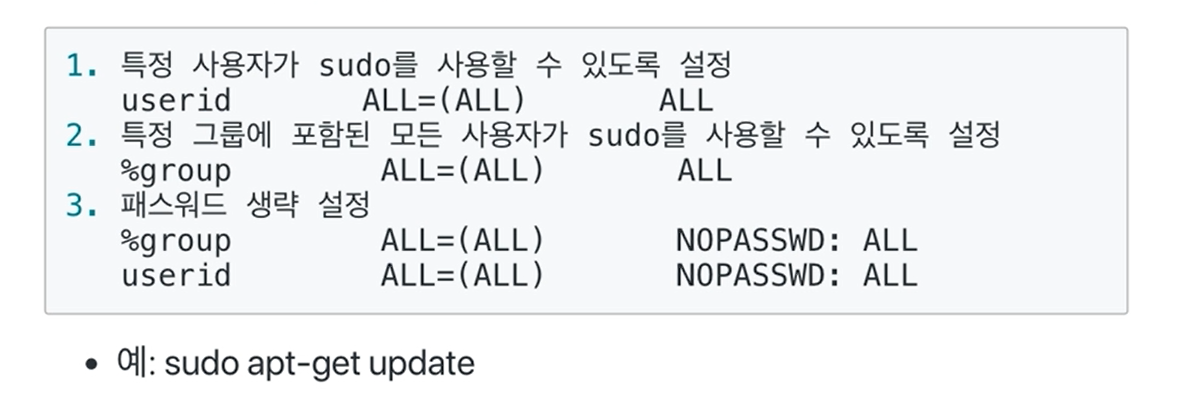 1. 특정 사용자가 sudo를 사용할 수 있도록 설정
userid ALL=(ALL) ALL
2. 특정 그룹에 포함된 모든 사용자가 sudo를 사용할 수 있도록 설정
%group ALL=(ALL) ALL
3. 패스워드 생략 설정
%group ALL=(ALL) NOPASSWD: ALL
userid ALL=(ALL) NOPASSWD: ALL
• 예: sudo apt-get update